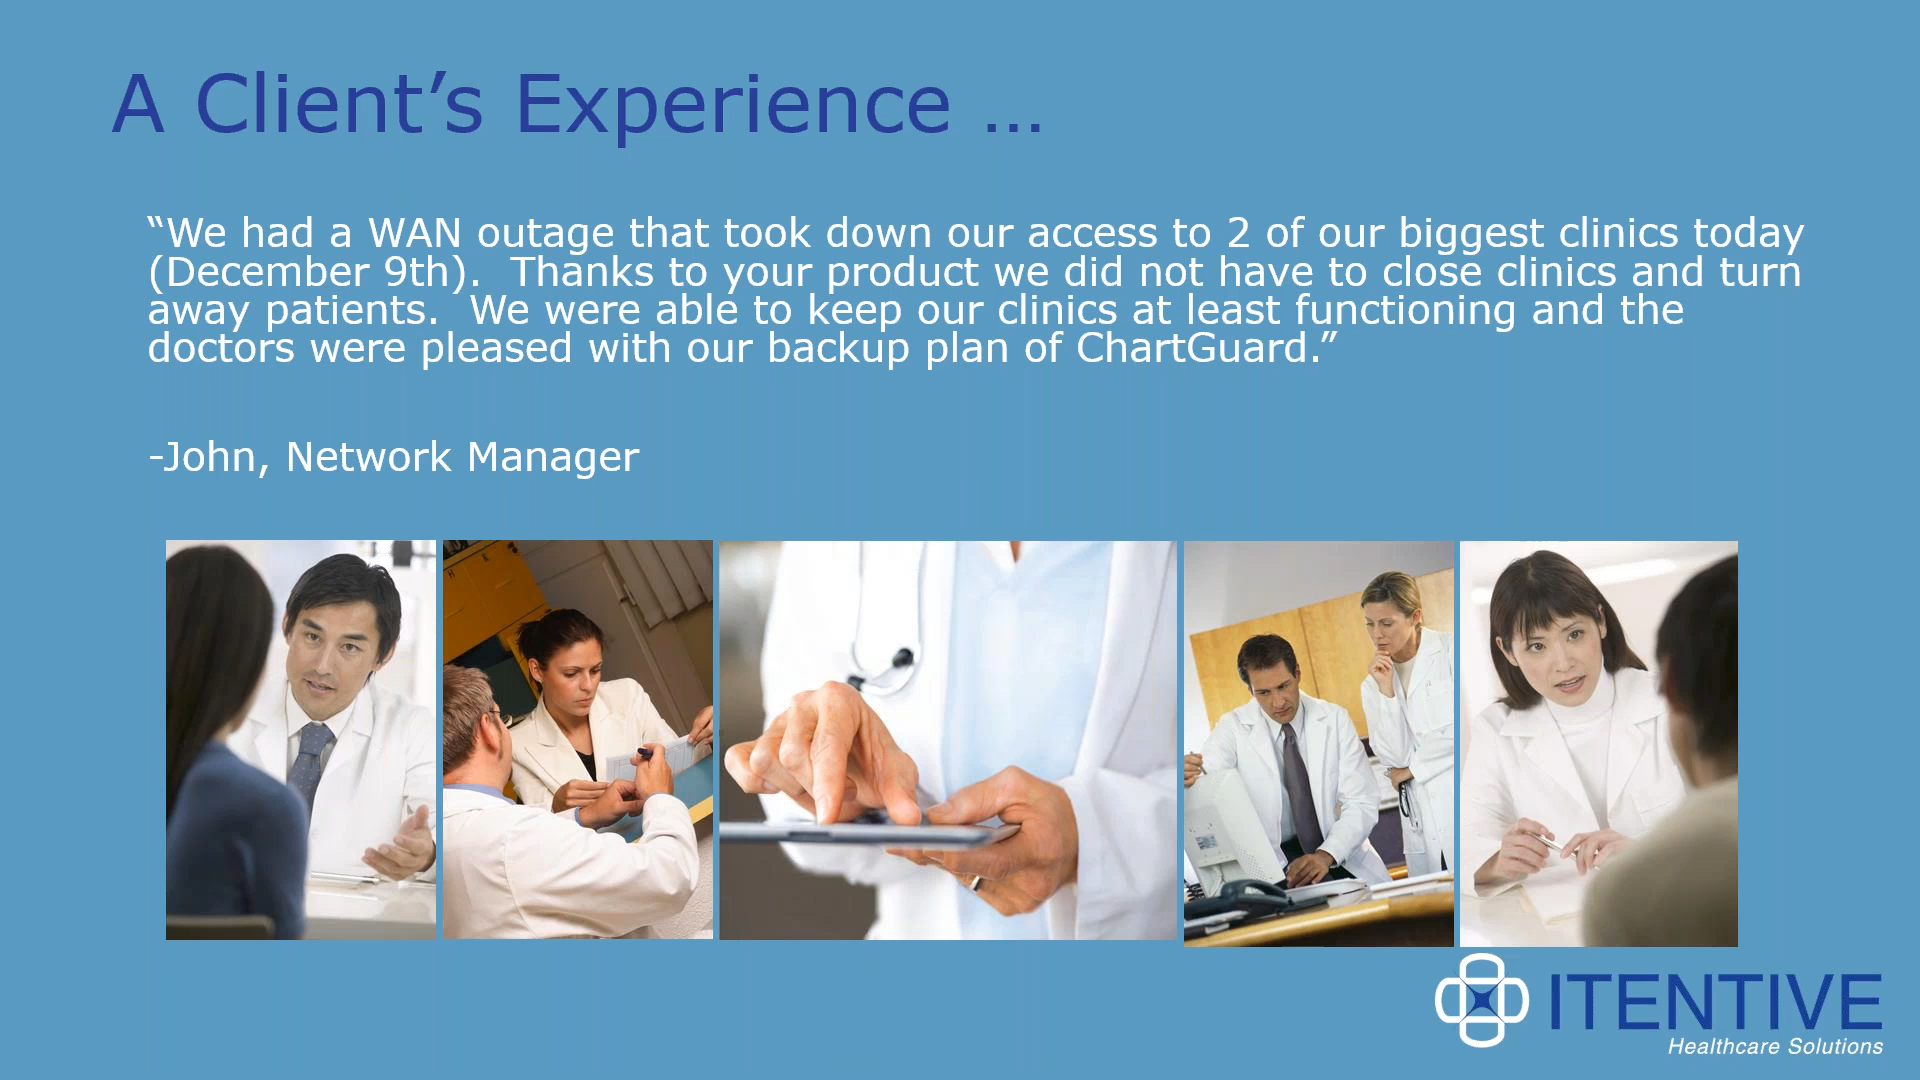 A Client’s Experience …
“We had a WAN outage that took down our access to 2 of our biggest clinics today
(December 9th).  Thanks to your product we did not have to close clinics and turn
away patients.  We were able to keep our clinics at least functioning and the
doctors were pleased with our backup plan of ChartGuard.”
-John, Network Manager
ITENTIVE
Healthcare Solutions